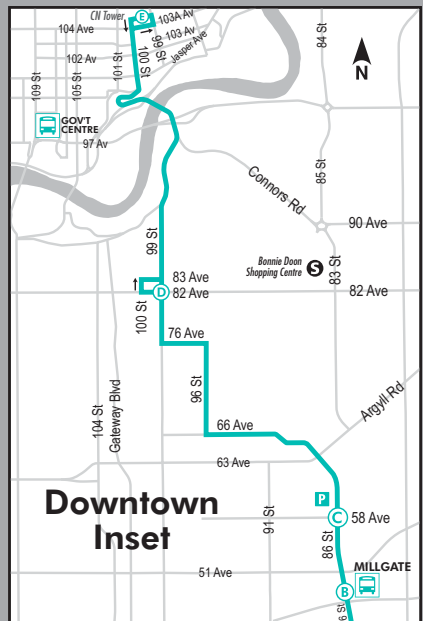 CN Tower
E
103A Av
104 Ave
103 Av
99 St
100 St
Jasper Ave
84 St
102 Av
101 St
N
109 St
105 St
GOV'T
CENTRE
97 Av
85 St
Connors Rd
90 Ave
99 St
Bonnie Doon
Shopping Centre
S
83 St
83 Ave
D
82 Ave
82 Ave
100 St
76 Ave
96 St
104 St
Gateway Blvd
Argyll Rd
66 Ave
63 Ave
Downtown
Inset
P
91 St
C
58 Ave
86 St
51 Ave
MILLGATE
B
6 St